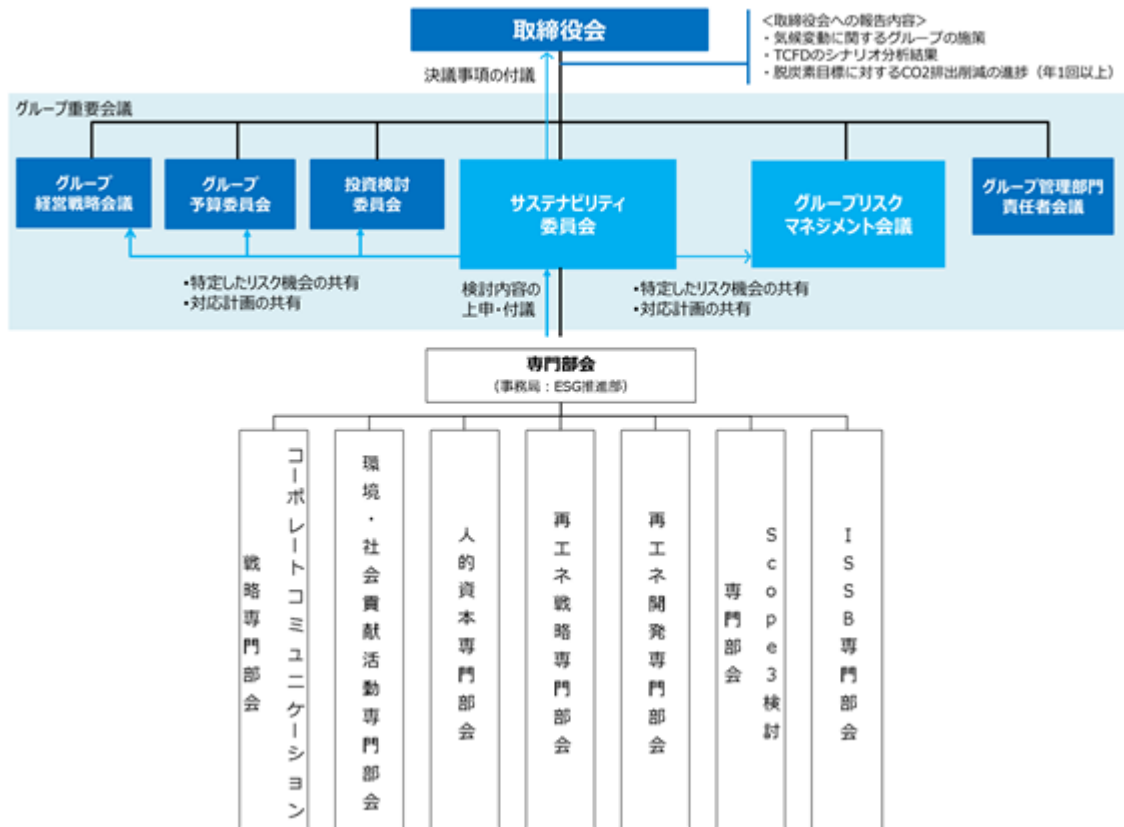 取締役会
<取締役会への報告内容>
・気候変動に関するグループの施策
・TCFDのシナリオ分析結果
・脱炭素目標に対するCO2排出削減の進捗（年1回以上）
決議事項の付議
グループ重要会議
グループ
経営戦略会議
グループ
予算委員会
投資検討
委員会
サステナビリティ
委員会
グループリスク
マネジメント会議
グループ管理部門
責任者会議
•特定したリスク機会の共有
•対応計画の共有
検討内容の
上申・付議
•特定したリスク機会の共有
•対応計画の共有
専門部会
（事務局：ESG推進部）
コーポレートコミュニケーション
戦略専門部会
環境・社会貢献活動専門部会
人的資本専門部会
再エネ戦略専門部会
再エネ開発専門部会
Scope3検討
専門部会
ISSB専門部会